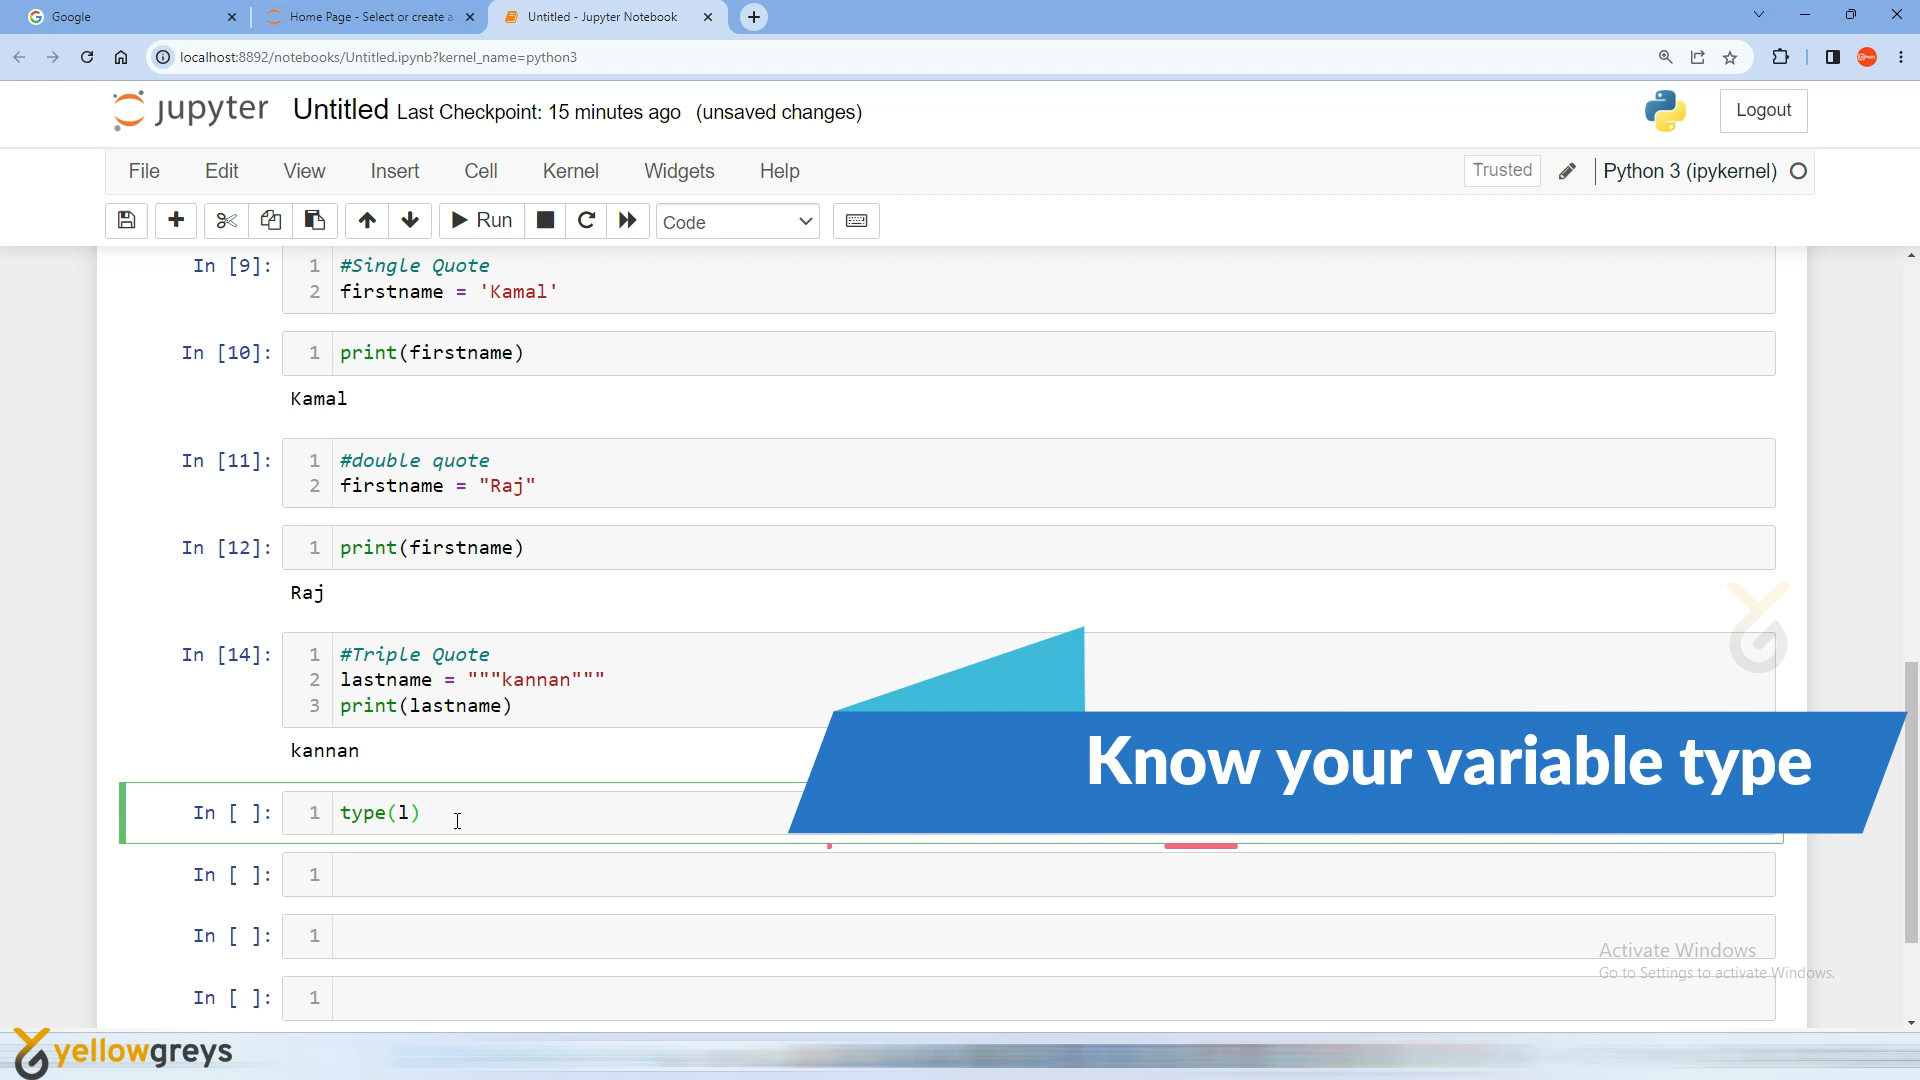 Google
Home Page - Select or create a
Untitled - Jupyter Notebook
localhost:8892/notebooks/Untitled.ipynb?kernel_name=python3
jupyter Untitled Last Checkpoint: 15 minutes ago (unsaved changes)
Logout
File Edit View Insert Cell Kernel Widgets Help
Trusted Python 3 (ipykernel)
Run Code
In [9]: 1 #Single Quote
2 firstname = 'Kamal'
In [10]: 1 print(firstname)
Kamal
In [11]: 1 #double quote
2 firstname = "Raj"
In [12]: 1 print(firstname)
Raj
In [14]: 1 #Triple Quote
2 lastname = """kannan"""
3 print(lastname)
kannan
Know your variable type
In [ ]: 1 type(l)
In [ ]: 1
In [ ]: 1
In [ ]: 1
Activate Windows
Go to Settings to activate Windows.
yellowgreys